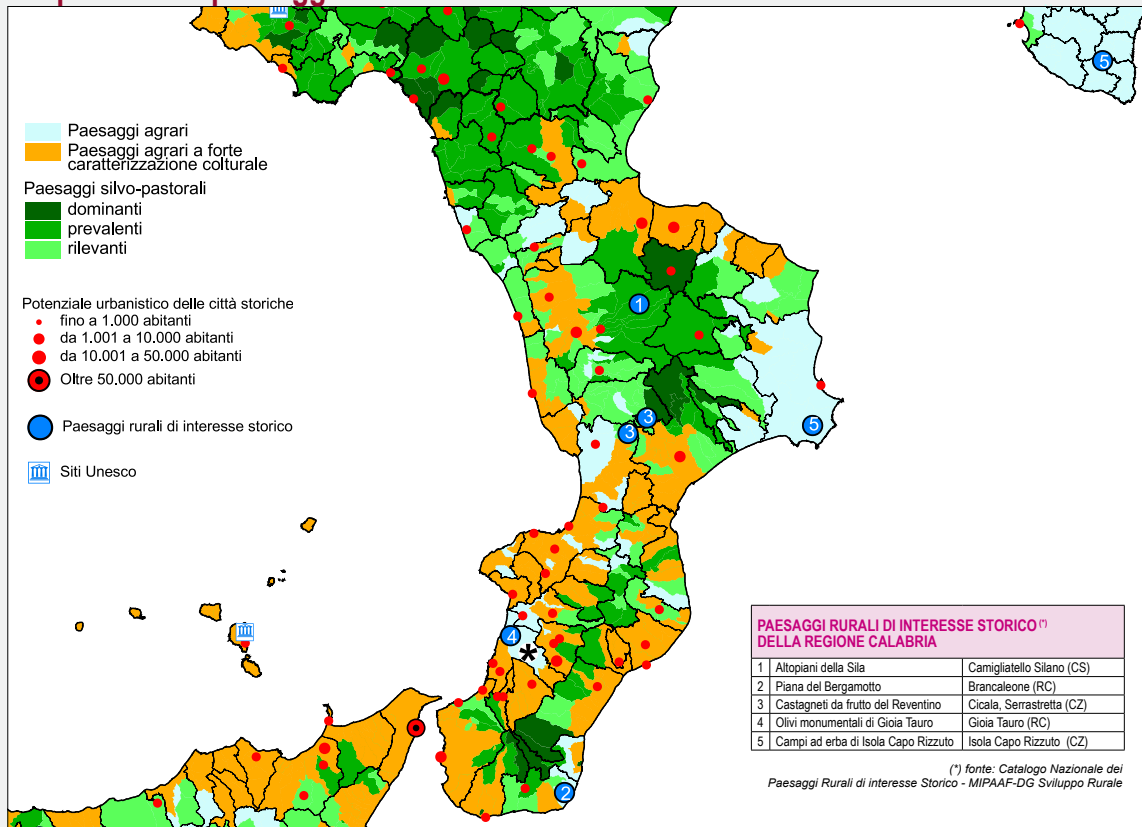 Paesaggi agrari
Paesaggi agrari a forte
caratterizzazione colturale
Paesaggi silvo-pastorali
dominanti
prevalenti
rilevanti
Potenziale urbanistico delle città storiche
fino a 1.000 abitanti
da 1.001 a 10.000 abitanti
da 10.001 a 50.000 abitanti
Oltre 50.000 abitanti
Paesaggi rurali di interesse storico
Siti Unesco
5
1
3
3
5
4
*
2
PAESAGGI RURALI DI INTERESSE STORICO (*)
DELLA REGIONE CALABRIA
1 Altopiani della Sila Camigliatello Silano (CS)
2 Piana del Bergamotto Brancaleone (RC)
3 Castagneti da frutto del Reventino Cicala, Serrastretta (CZ)
4 Olivi monumentali di Gioia Tauro Gioia Tauro (RC)
5 Campi ad erba di Isola Capo Rizzuto Isola Capo Rizzuto (CZ)
(*) fonte: Catalogo Nazionale dei
Paesaggi Rurali di interesse Storico - MIPAAF-DG Sviluppo Rurale